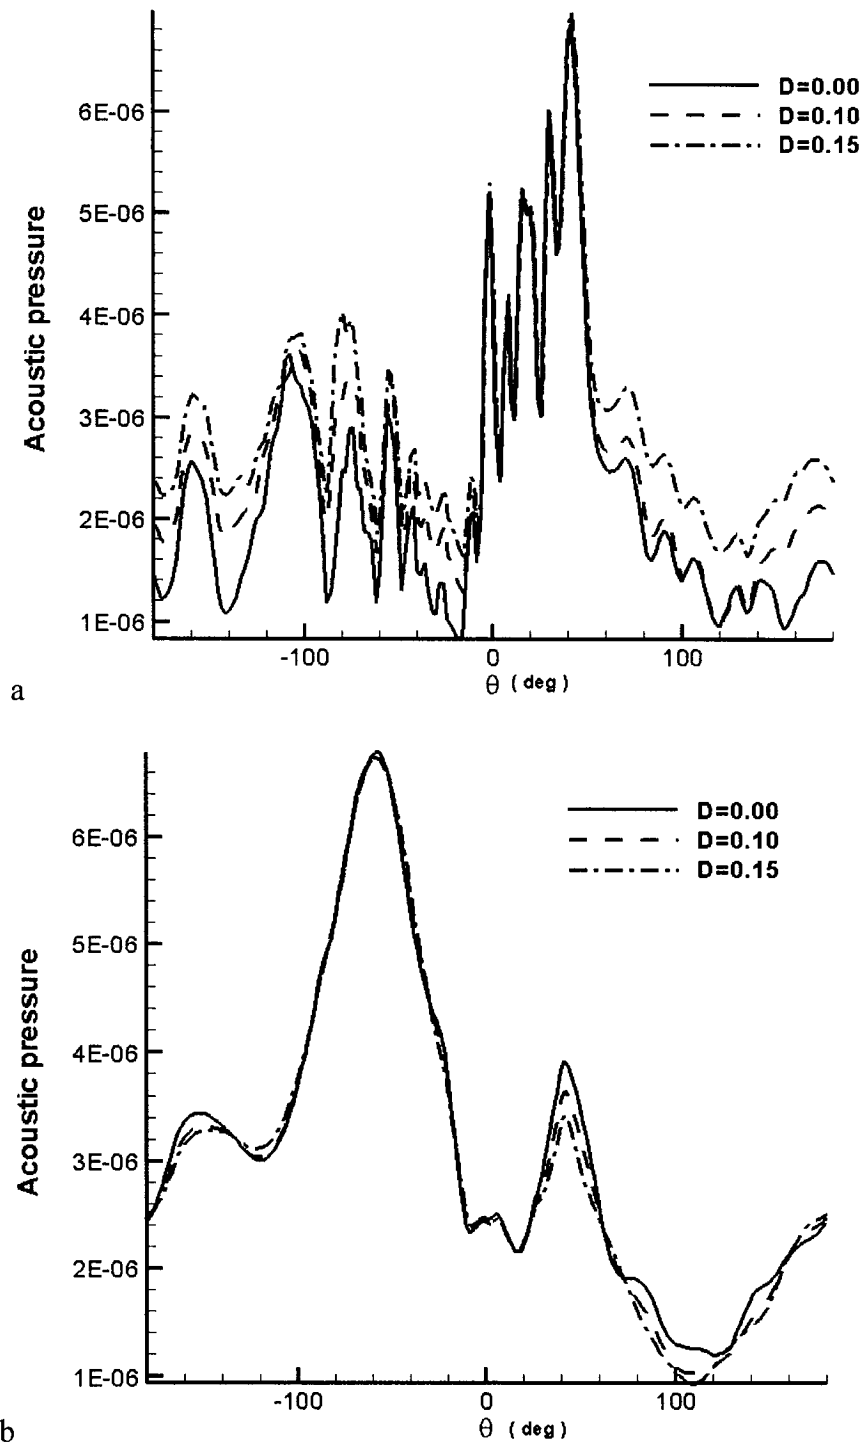 6E-06
5E-06
4E-06
3E-06
2E-06
1E-06
Acoustic pressure
D=0.00
D=0.10
D=0.15
-100
0
100
θ (deg)
a
6E-06
5E-06
4E-06
3E-06
2E-06
1E-06
Acoustic pressure
D=0.00
D=0.10
D=0.15
-100
0
100
θ (deg)
b